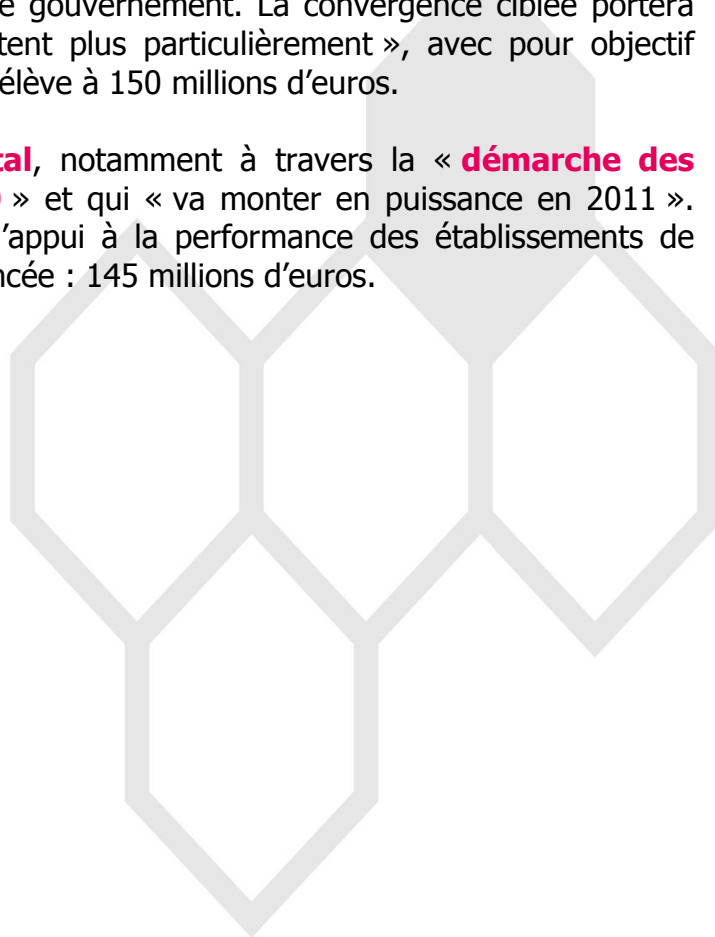 gouvernement. La convergence ciblée portera
tent plus particulièrement », avec pour objectif
élève à 150 millions d'euros.
tal, notamment à travers la « démarche des
» et qui « va monter en puissance en 2011 ».
'appui à la performance des établissements de
ncée : 145 millions d'euros.